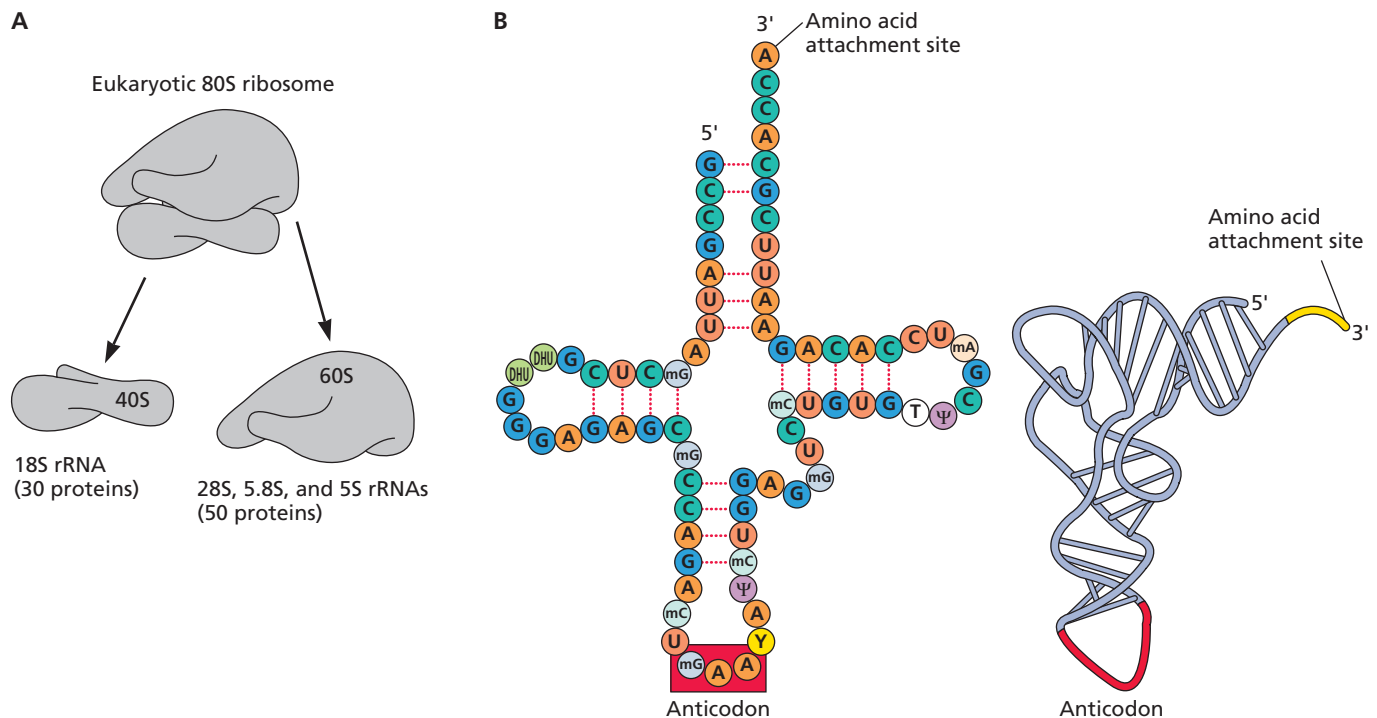 A
Eukaryotic 80S ribosome
40S
60S
18S rRNA
(30 proteins)
28S, 5.8S, and 5S rRNAs
(50 proteins)
B
3'
Amino acid
attachment site
A
C
C
A
5'
G C
C G
C C
G U
A U
U A
U A
A
G A C A C C U mA
G
C
Ψ
T
mC U G U G
C
U
mG
G
A
G
DHU DHU G C U C mG
G
G G A G A G C
mG
C G
C G
A U
G mC
A Ψ
mC A
U Y
mG A A
Anticodon
Amino acid
attachment site
5'
3'
Anticodon